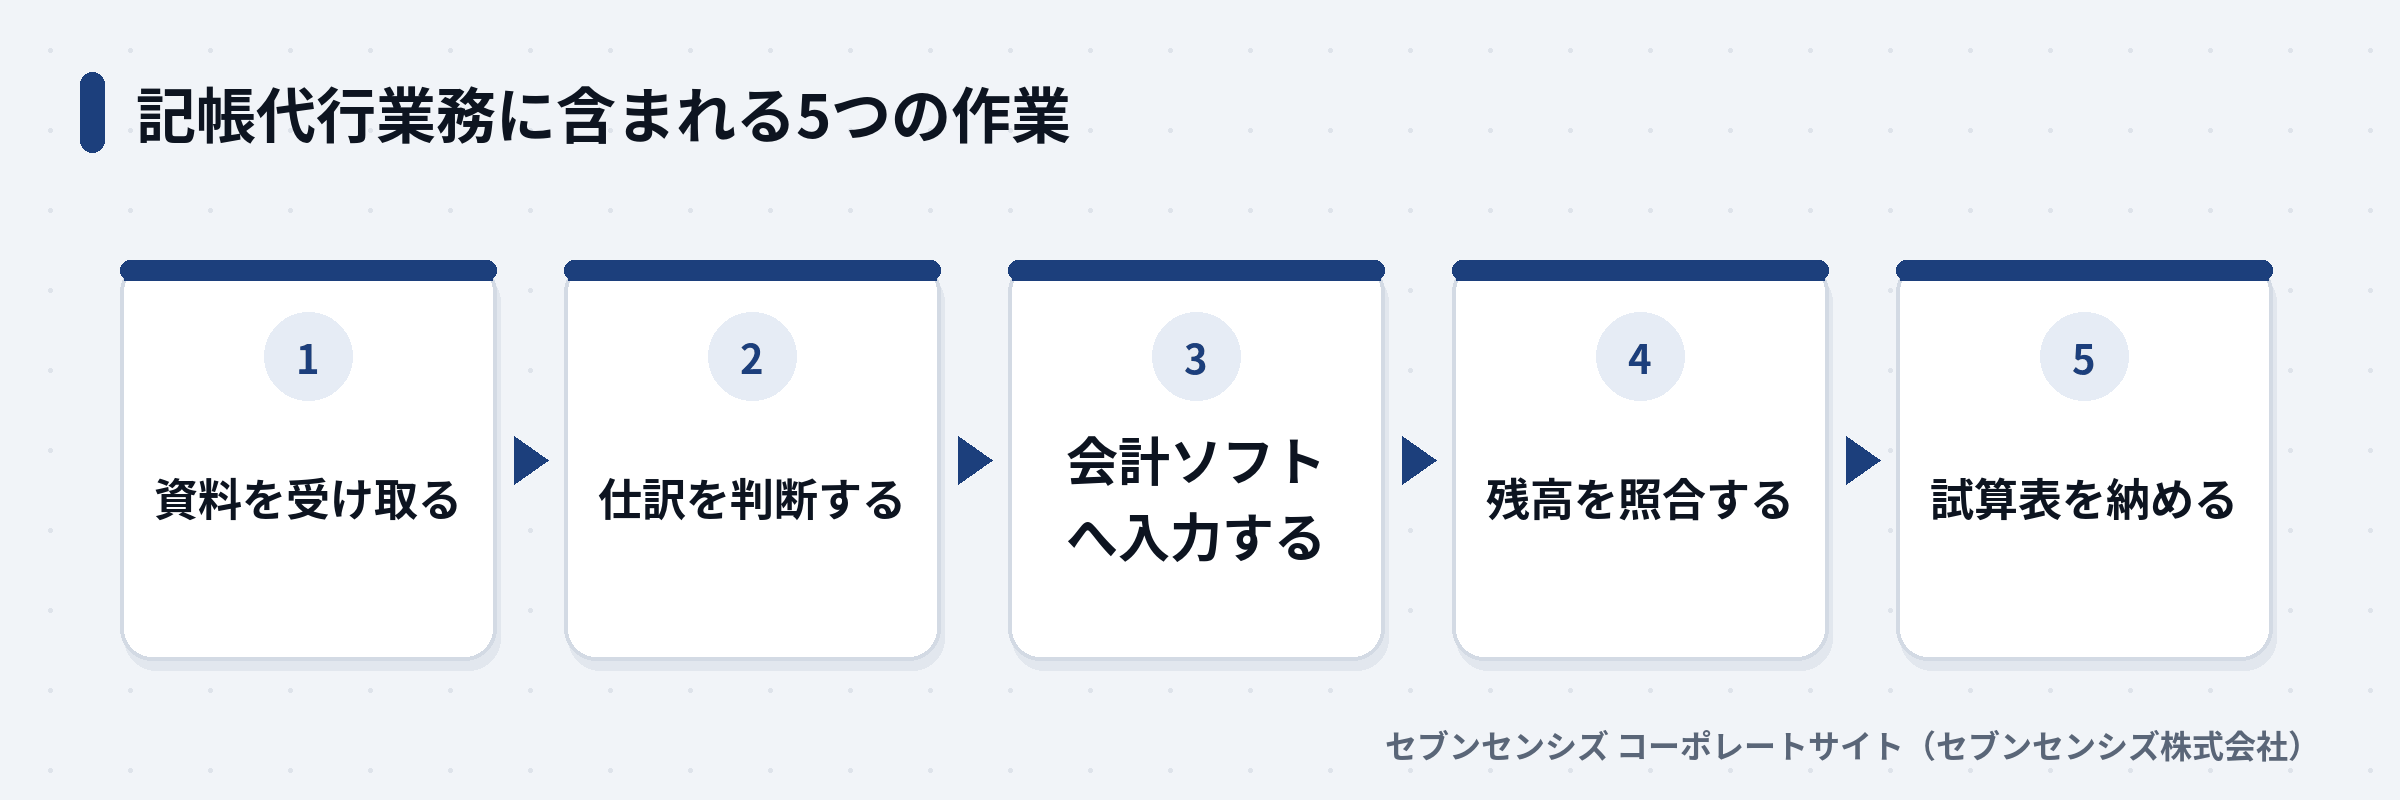 記帳代行業務に含まれる5つの作業
1
資料を受け取る
2
仕訳を判断する
3
会計ソフト
へ入力する
4
残高を照合する
5
試算表を納める
セブンセンシズ コーポレートサイト（セブンセンシズ株式会社）